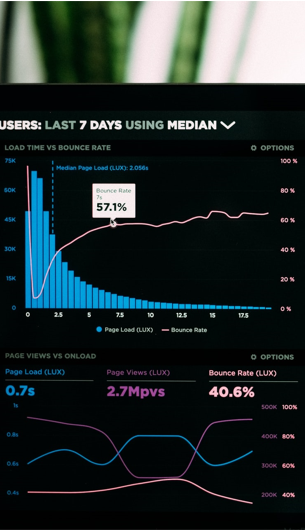 USERS: LAST 7 DAYS USING MEDIAN
LOAD TIME VS BOUNCE RATE
OPTIONS
75K
100 %
Median Page Load (LUX): 2.056s
60K
80 %
Bounce Rate
7s
57.1%
45K
60 %
30K
40 %
15K
20 %
0
0 %
0 2.5 5 7.5 10 12.5 15 17.5
Page Load (LUX) Bounce Rate
PAGE VIEWS VS ONLOAD
OPTIONS
Page Load (LUX) Page Views (LUX) Bounce Rate (LUX)
0.7s 2.7Mpvs 40.6%
1s
500K 100%
0.8s
400K 80%
0.6s
300K 60%
0.4s
200K 40%